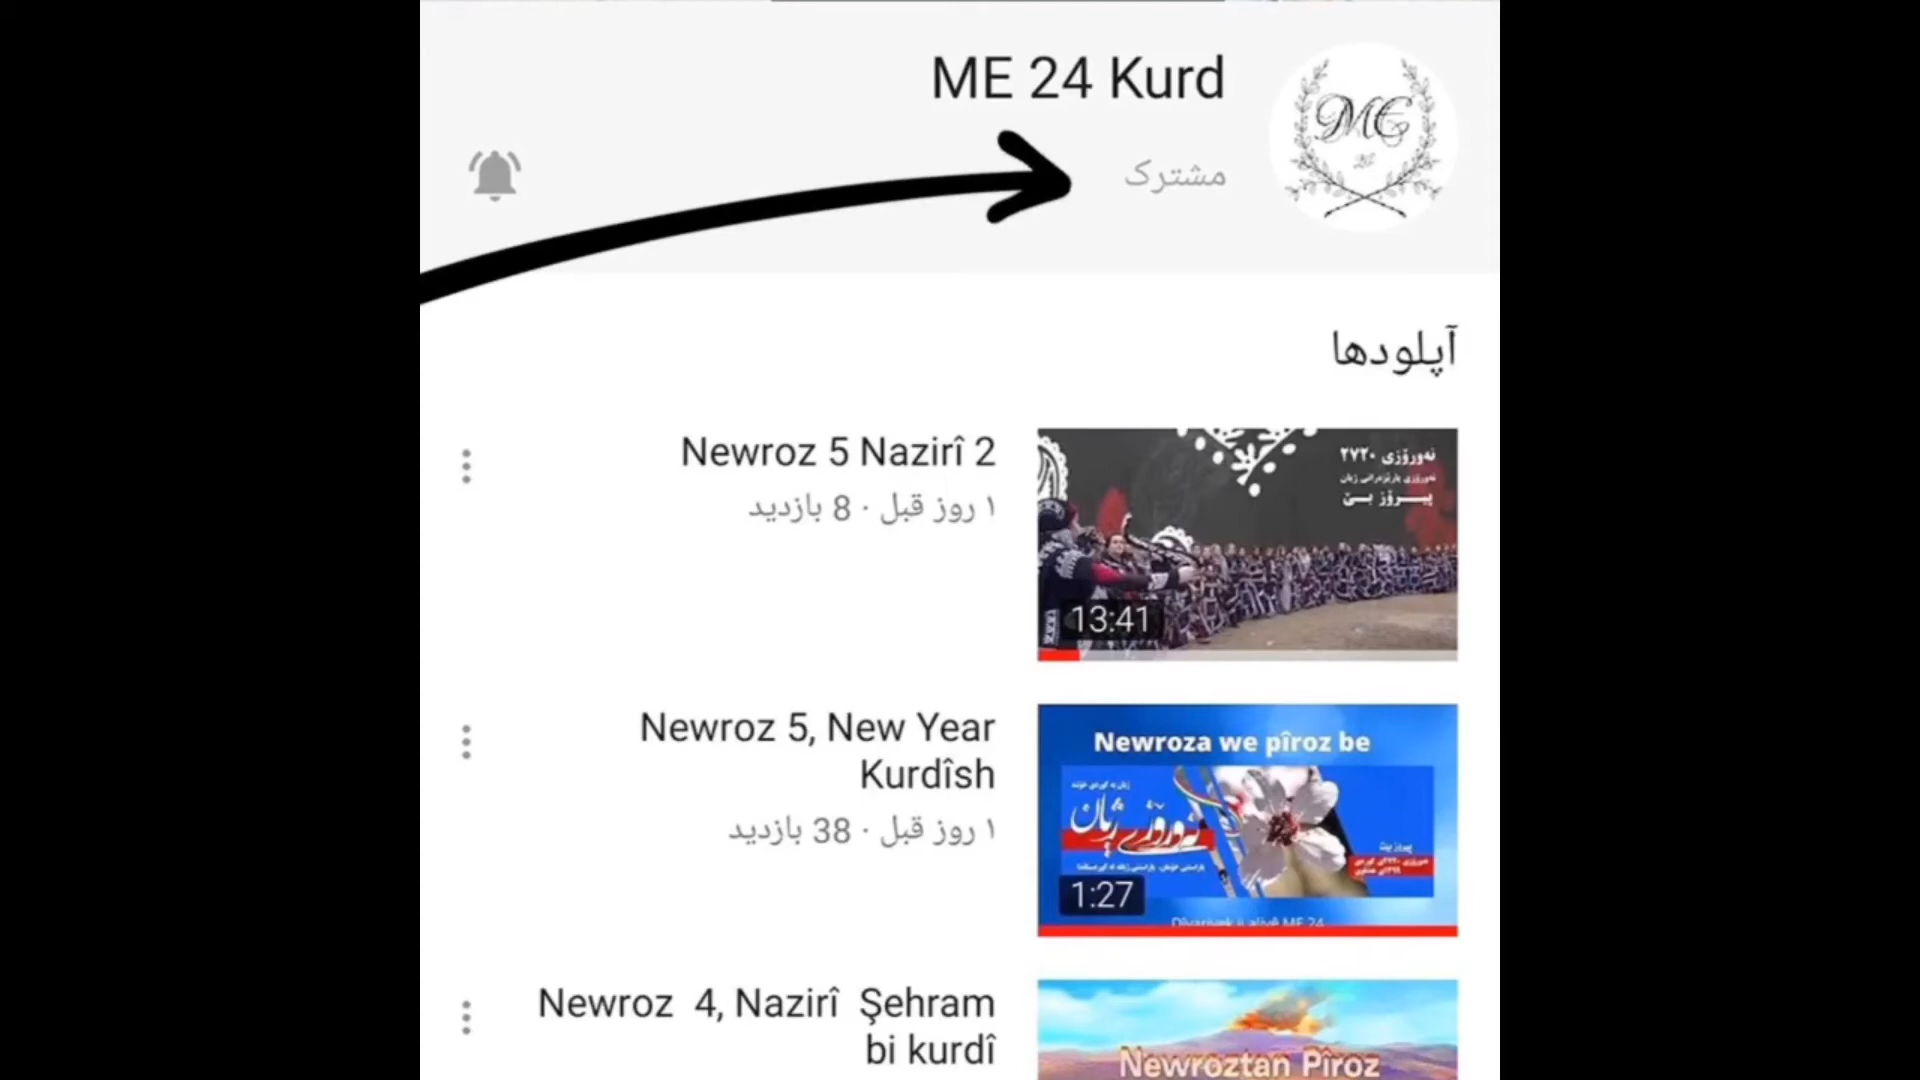 ME 24 Kurd
ME
مشترک
آپلودها
Newroz 5 Nazirî 2
۱ روز قبل · 8 بازدید
نەورۆزی ٢٧٢٠
پیرۆز بێ
13:41
Newroz 5, New Year
Kurdîsh
۱ روز قبل · 38 بازدید
Newroza we pîroz be
نەورۆزی ژیان
1:27
Newroz 4, Nazirî Şehram
bi kurdî
Newroztan Pîroz